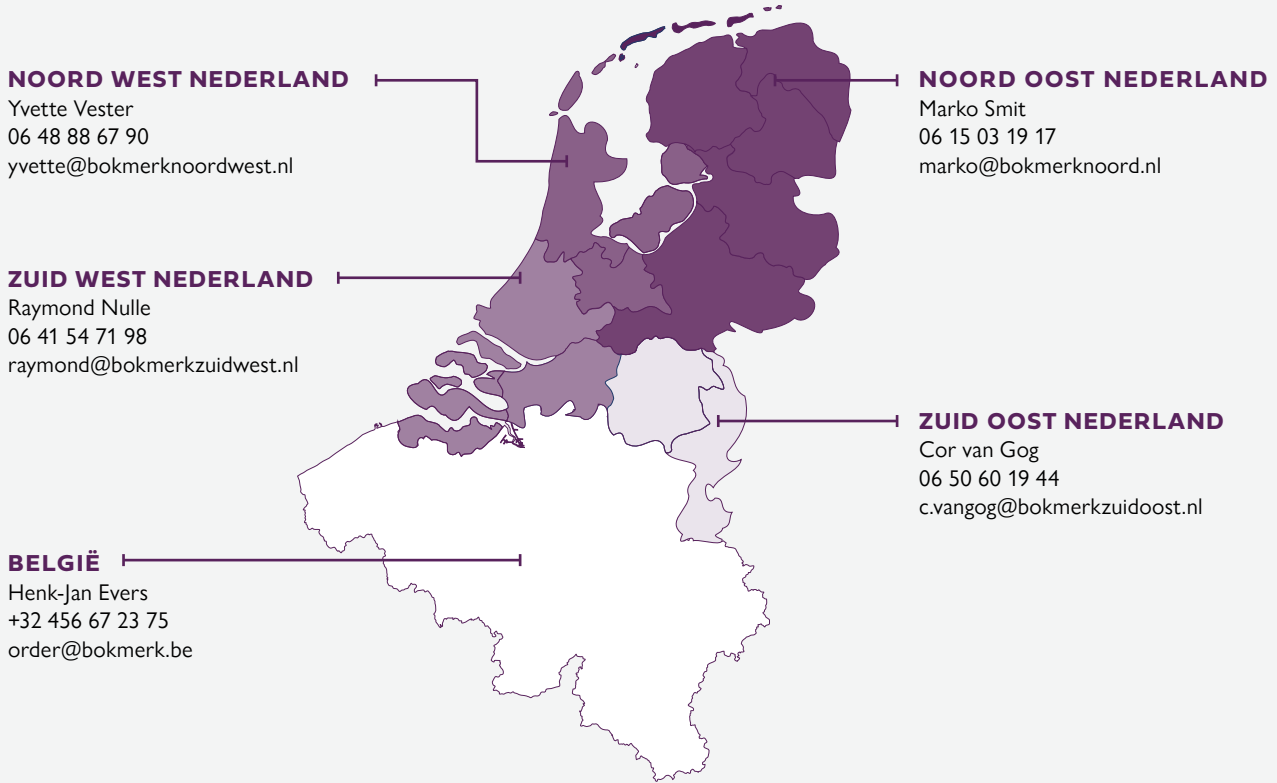 NOORD WEST NEDERLAND
Yvette Vester
06 48 88 67 90
yvette@bokmerknoordwest.nl
ZUID WEST NEDERLAND
Raymond Nulle
06 41 54 71 98
raymond@bokmerkzuidwest.nl
BELGIË
Henk-Jan Evers
+32 456 67 23 75
order@bokmerk.be
NOORD OOST NEDERLAND
Marko Smit
06 15 03 19 17
marko@bokmerknoord.nl
ZUID OOST NEDERLAND
Cor van Gog
06 50 60 19 44
c.vangog@bokmerkzuidoost.nl